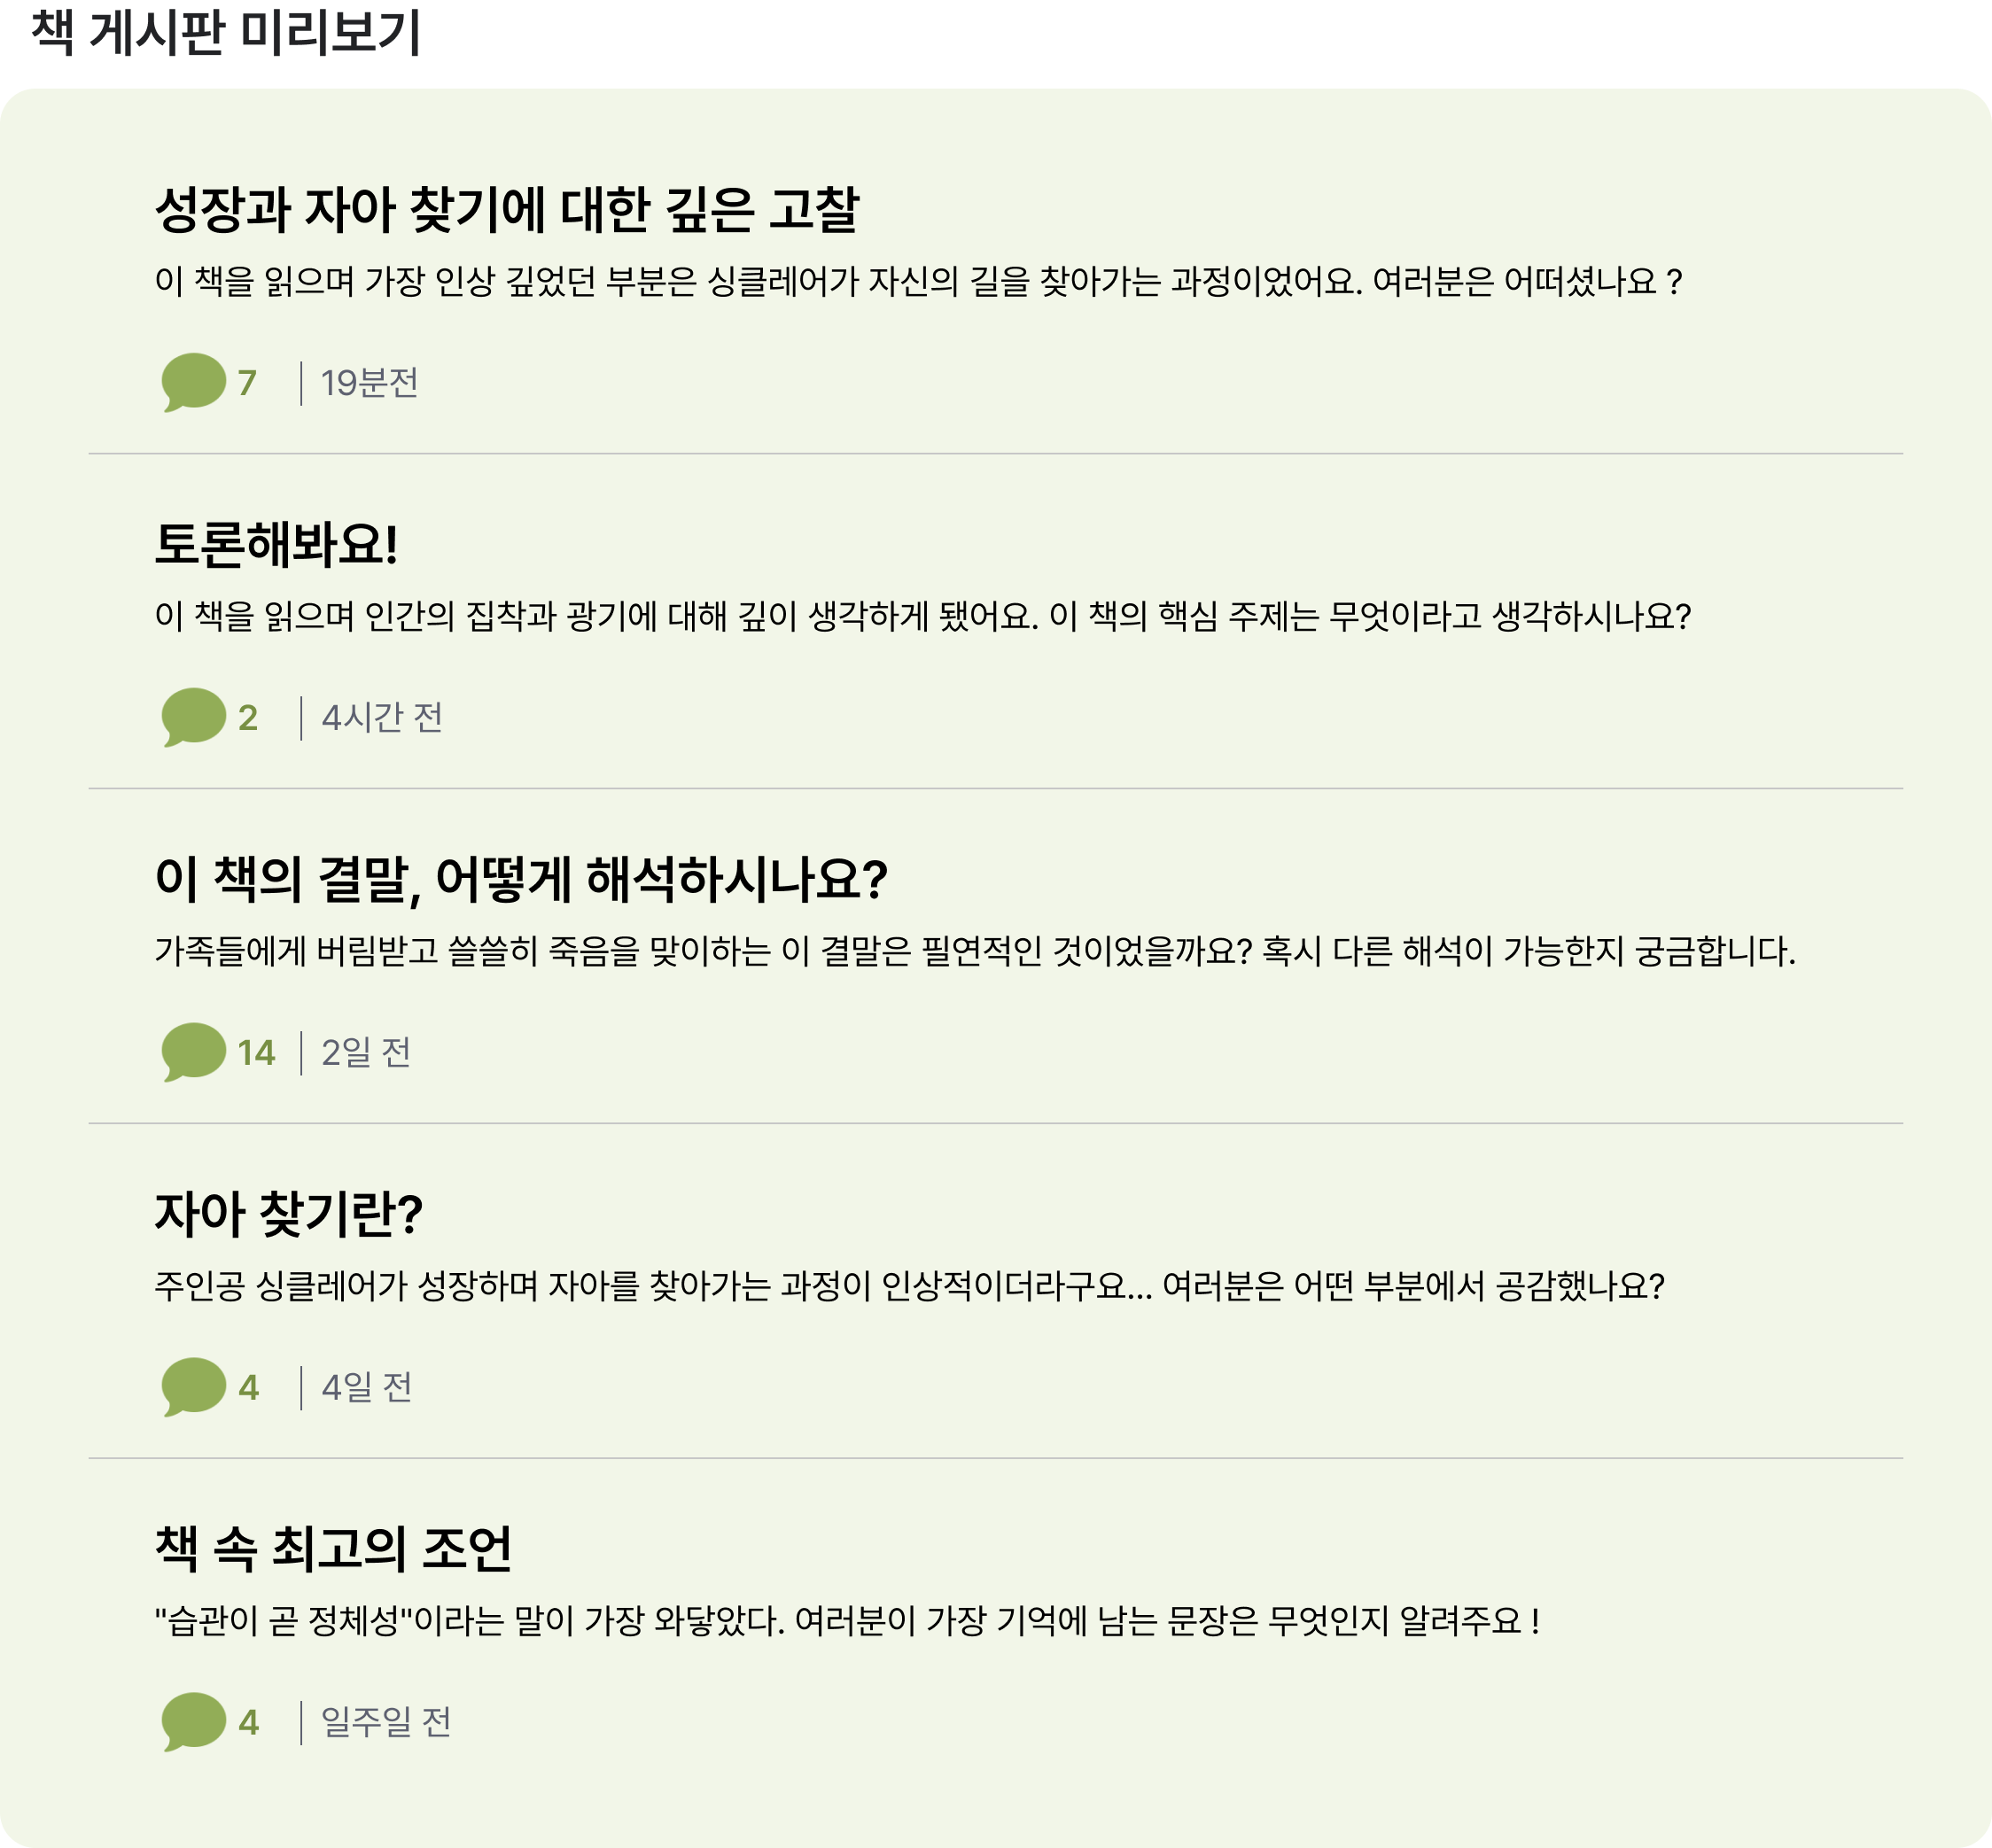 책 게시판 미리보기
성장과 자아 찾기에 대한 깊은 고찰
이 책을 읽으며 가장 인상 깊었던 부분은 싱클레어가 자신의 길을 찾아가는 과정이었어요. 여러분은 어떠셨나요 ?
7 19분전
토론해봐요!
이 책을 읽으며 인간의 집착과 광기에 대해 깊이 생각하게 됐어요. 이 책의 핵심 주제는 무엇이라고 생각하시나요?
2 4시간 전
이 책의 결말, 어떻게 해석하시나요?
가족들에게 버림받고 쓸쓸히 죽음을 맞이하는 이 결말은 필연적인 것이었을까요? 혹시 다른 해석이 가능한지 궁금합니다.
14 2일 전
자아 찾기란?
주인공 싱클레어가 성장하며 자아를 찾아가는 과정이 인상적이더라구요... 여러분은 어떤 부분에서 공감했나요?
4 4일 전
책 속 최고의 조언
"습관이 곧 정체성"이라는 말이 가장 와닿았다. 여러분이 가장 기억에 남는 문장은 무엇인지 알려주요 !
4 일주일 전